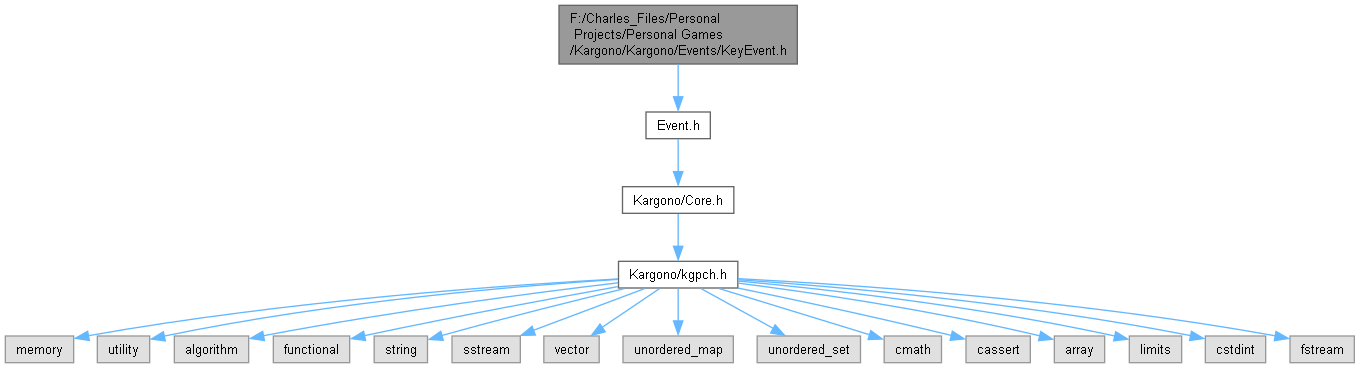 F:/Charles_Files/Personal
Projects/Personal Games
/Kargono/Kargono/Events/KeyEvent.h
Event.h
Kargono/Core.h
Kargono/kgpch.h
memory
utility
algorithm
functional
string
sstream
vector
unordered_map
unordered_set
cmath
cassert
array
limits
cstdint
fstream